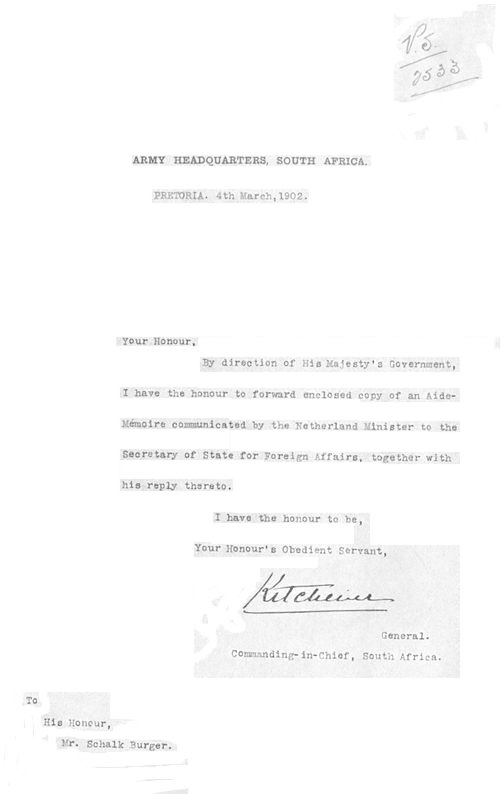 P.S.
2533
ARMY HEADQUARTERS, SOUTH AFRICA.
PRETORIA. 4th March, 1902.
Your Honour,
By direction of His Majesty's Government,
I have the honour to forward enclosed copy of an Aide-
Mémoire communicated by the Netherland Minister to the
Secretary of State for Foreign Affairs, together with
his reply thereto.
I have the honour to be,
Your Honour's Obedient Servant,
Kitchener
General.
Commanding-in-Chief, South Africa.
To
His Honour,
Mr. Schalk Burger.